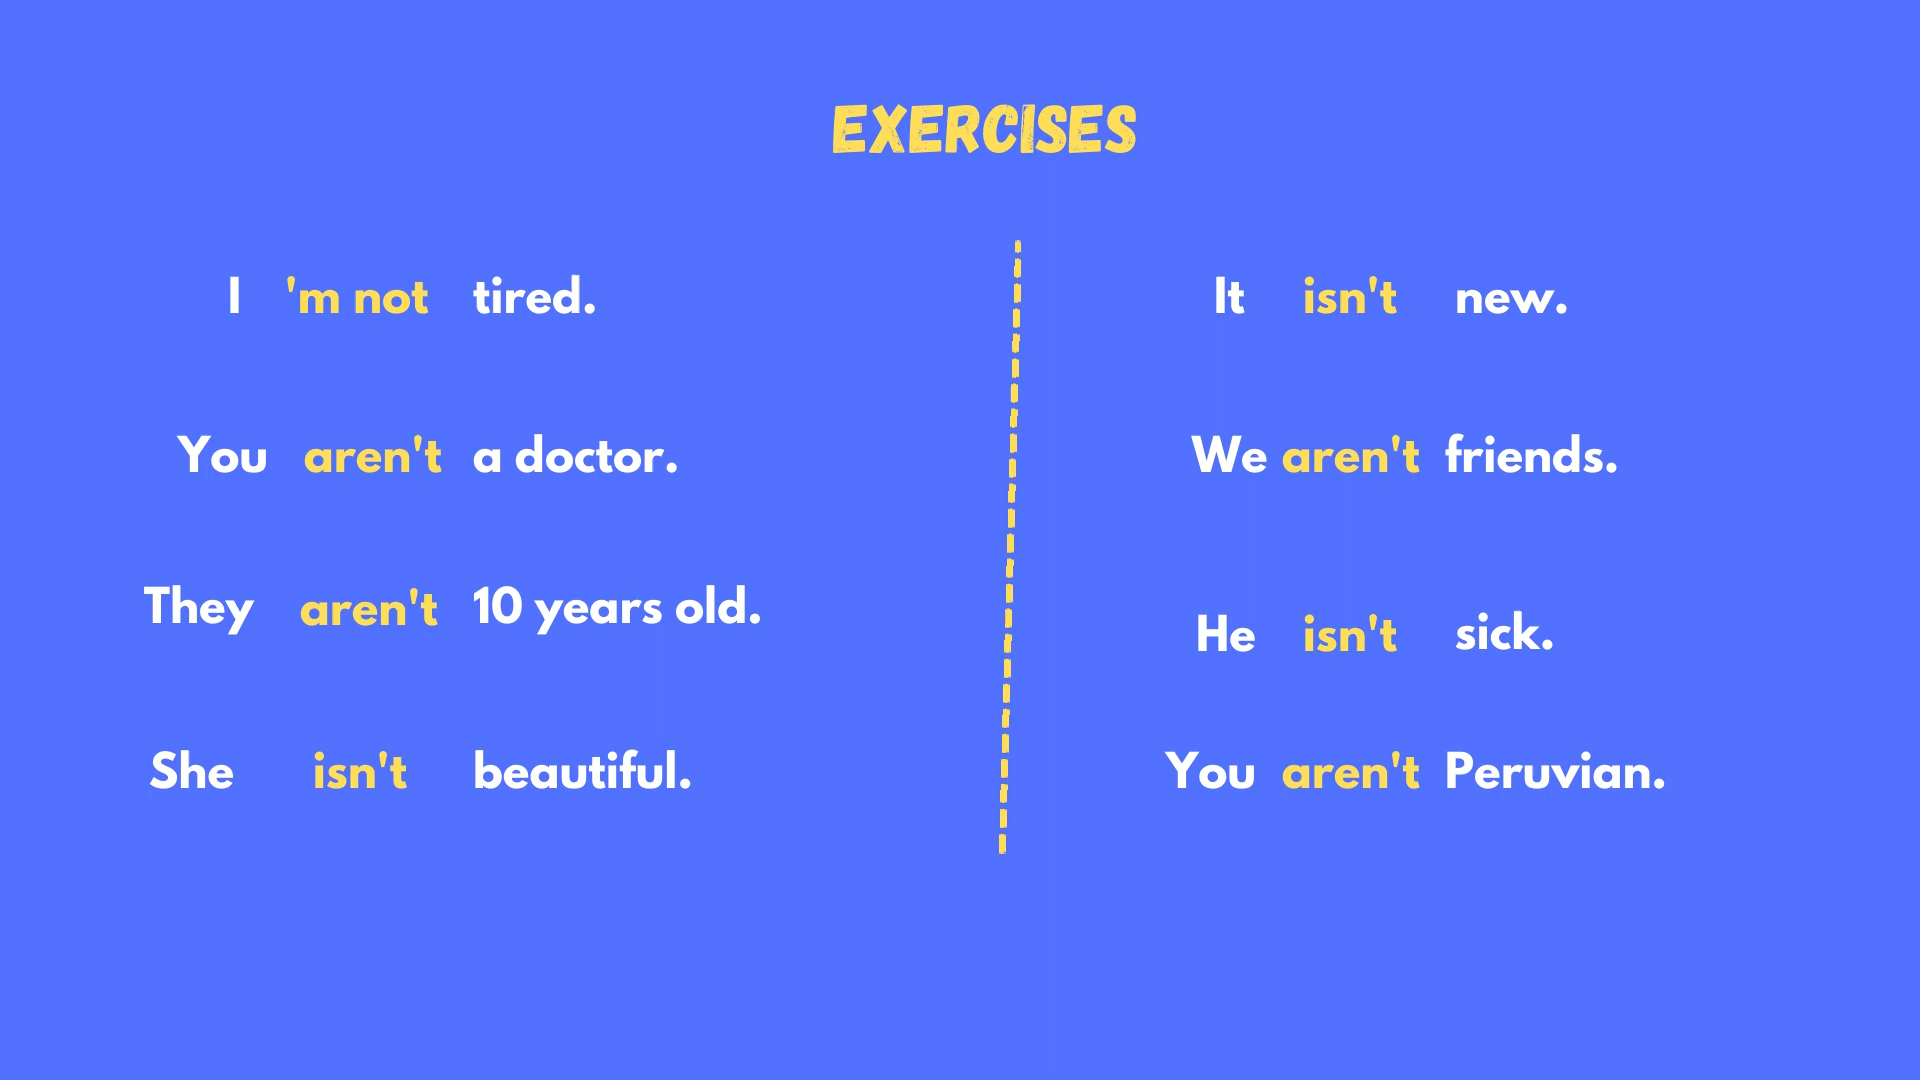 EXERCISES
I 'm not tired.
You aren't a doctor.
They aren't 10 years old.
She isn't beautiful.
It isn't new.
We aren't friends.
He isn't sick.
You aren't Peruvian.